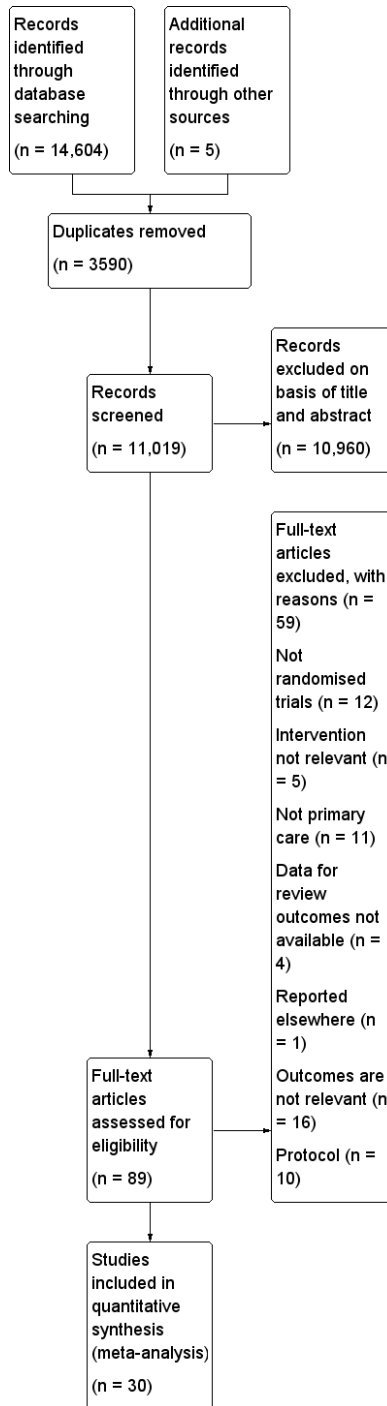 Records
identified
through
database
searching
(n = 14,604)
Additional
records
identified
through other
sources
(n = 5)
Duplicates removed
(n = 3590)
Records
screened
(n = 11,019)
Records
excluded on
basis of title
and abstract
(n = 10,960)
Full-text
articles
excluded, with
reasons (n =
59)
Not
randomised
trials (n = 12)
Intervention
not relevant (n
= 5)
Not primary
care (n = 11)
Data for
review
outcomes not
available (n =
4)
Reported
elsewhere (n
= 1)
Outcomes are
not relevant (n
= 16)
Protocol (n =
10)
Full-text
articles
assessed for
eligibility
(n = 89)
Studies
included in
quantitative
synthesis
(meta-analysis)
(n = 30)